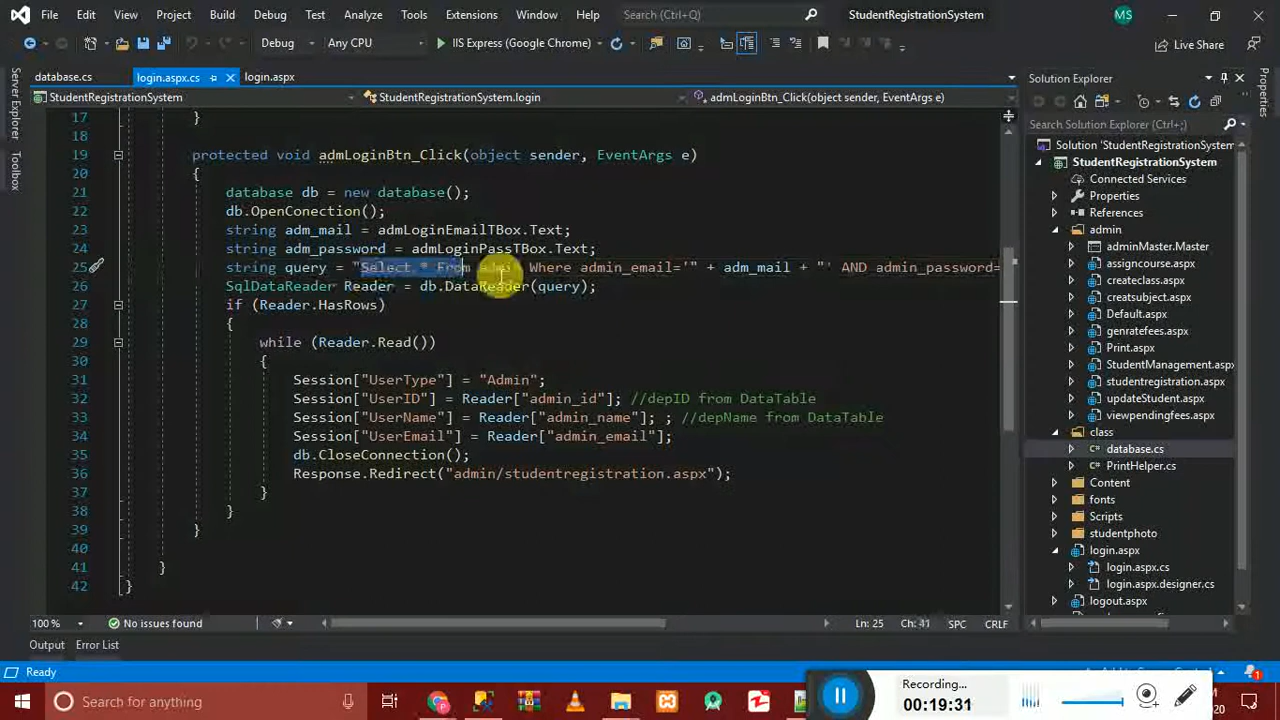 File Edit View Project Build Debug Test Analyze Tools Extensions Window Help Search (Ctrl+Q) StudentRegistrationSystem MS
Debug Any CPU IIS Express (Google Chrome) Live Share
database.cs login.aspx.cs login.aspx
StudentRegistrationSystem StudentRegistrationSystem.login admLoginBtn_Click(object sender, EventArgs e)
Server Explorer
Toolbox
17 }
18
19 protected void admLoginBtn_Click(object sender, EventArgs e)
20 {
21 database db = new database();
22 db.OpenConection();
23 string adm_mail = admLoginEmailTBox.Text;
24 string adm_password = admLoginPassTBox.Text;
25 string query = "Select * From admin Where admin_email='" + adm_mail + "' AND admin_password=
26 SqlDataReader Reader = db.DataReader(query);
27 if (Reader.HasRows)
28 {
29 while (Reader.Read())
30 {
31 Session["UserType"] = "Admin";
32 Session["UserID"] = Reader["admin_id"]; //depID from DataTable
33 Session["UserName"] = Reader["admin_name"]; ; //depName from DataTable
34 Session["UserEmail"] = Reader["admin_email"];
35 db.CloseConnection();
36 Response.Redirect("admin/studentregistration.aspx");
37 }
38 }
39 }
40
41 }
42 }
100 % No issues found Ln: 25 Ch: 41 SPC CRLF
Output Error List
Ready
Solution Explorer
Search Solution Explorer (Ctrl+;)
Solution 'StudentRegistrationSystem
StudentRegistrationSystem
Connected Services
Properties
References
admin
adminMaster.Master
assigncourse.aspx
createclass.aspx
creatsubject.aspx
Default.aspx
genratefees.aspx
Print.aspx
StudentManagement.aspx
studentregistration.aspx
updateStudent.aspx
viewpendingfees.aspx
class
database.cs
PrintHelper.cs
Content
fonts
Scripts
studentphoto
login.aspx
login.aspx.cs
login.aspx.designer.cs
logout.aspx
Properties
Search for anything
Recording...
00:19:31